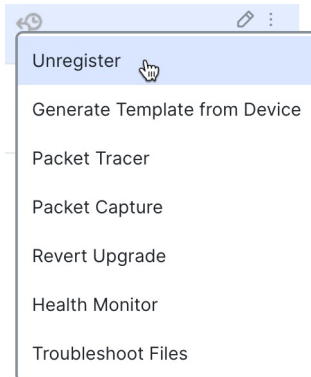 Unregister
Generate Template from Device
Packet Tracer
Packet Capture
Revert Upgrade
Health Monitor
Troubleshoot Files